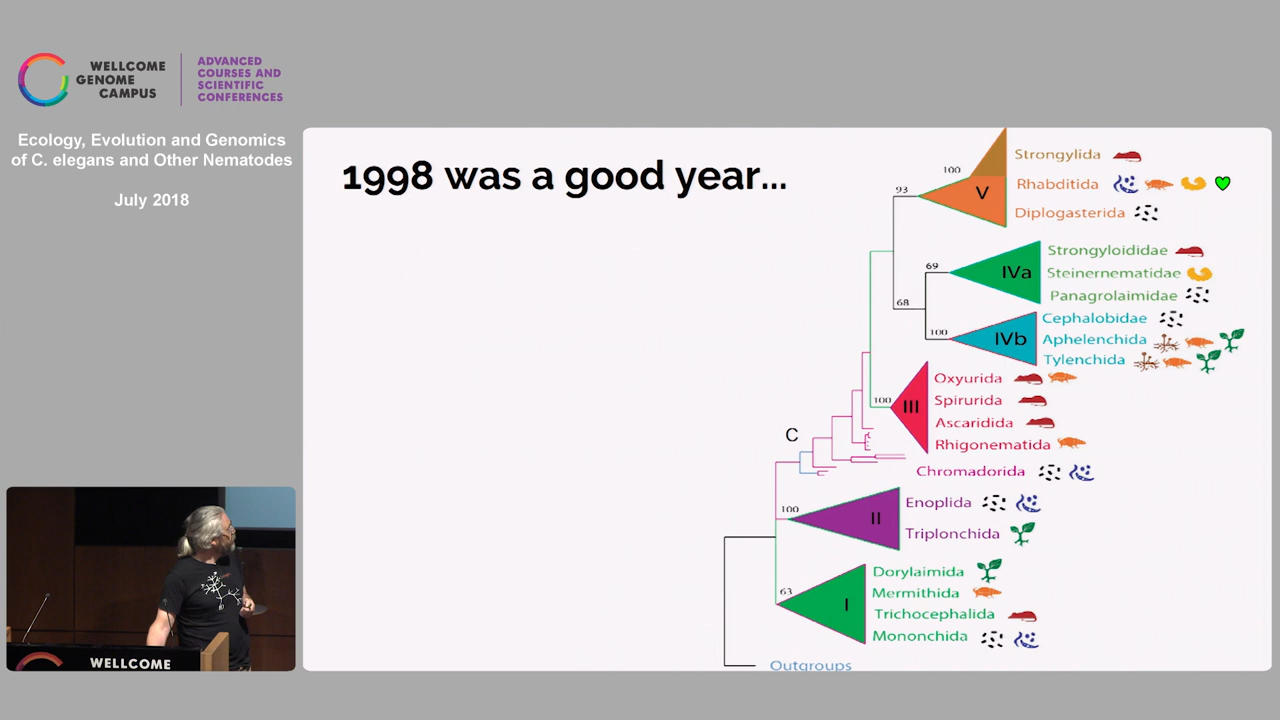 WELLCOME
GENOME
CAMPUS
ADVANCED
COURSES AND
SCIENTIFIC
CONFERENCES
Ecology, Evolution and Genomics
of C. elegans and Other Nematodes
July 2018
1998 was a good year...
Strongylida
100
Rhabditida
93
V
Diplogasterida
Strongyloididae
69
IVa
Steinernematidae
Panagrolaimidae
68
Cephalobidae
100
IVb
Aphelenchida
Tylenchida
Oxyurida
100
III
Spirurida
Ascaridida
C
Rhigonematida
Chromadorida
100
II
Enoplida
Triplonchida
Dorylaimida
63
I
Mermithida
Trichocephalida
Mononchida
Outgroups
WELLCOME